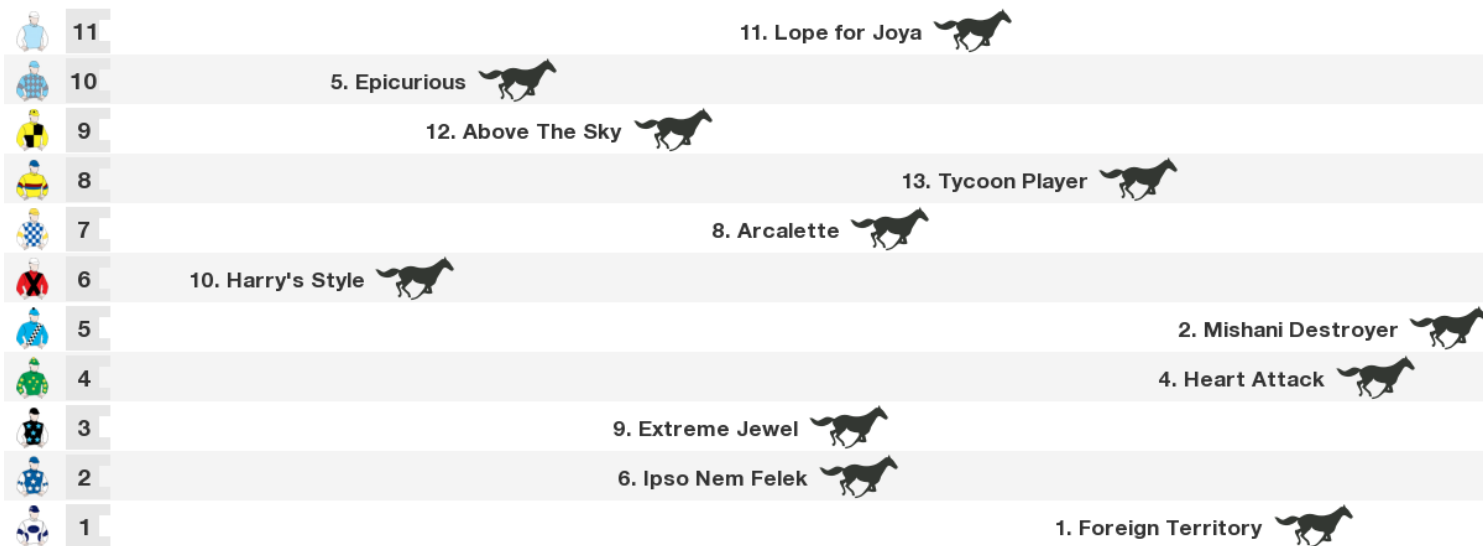 11 11. Lope for Joya
10 5. Epicurious
9 12. Above The Sky
8 13. Tycoon Player
7 8. Arcalette
6 10. Harry's Style
5 2. Mishani Destroyer
4 4. Heart Attack
3 9. Extreme Jewel
2 6. Ipso Nem Felek
1 1. Foreign Territory